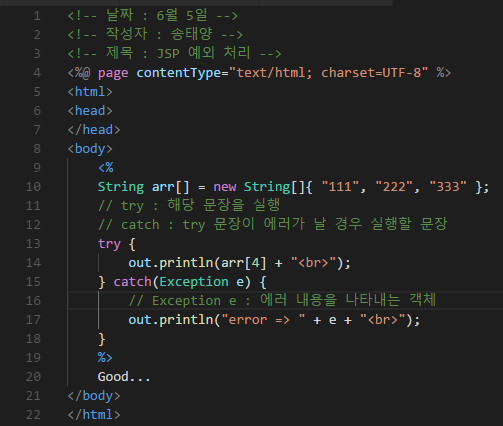 1 <!-- 날짜 : 6월 5일 -->
2 <!-- 작성자 : 송태양 -->
3 <!-- 제목 : JSP 예외 처리 -->
4 <%@ page contentType="text/html; charset=UTF-8" %>
5 <html>
6 <head>
7 </head>
8 <body>
9 <%
10 String arr[] = new String[]{ "111", "222", "333" };
11 // try : 해당 문장을 실행
12 // catch : try 문장이 에러가 날 경우 실행할 문장
13 try {
14 out.println(arr[4] + "<br>");
15 } catch(Exception e) {
16 // Exception e : 에러 내용을 나타내는 객체
17 out.println("error => " + e + "<br>");
18 }
19 %>
20 Good...
21 </body>
22 </html>